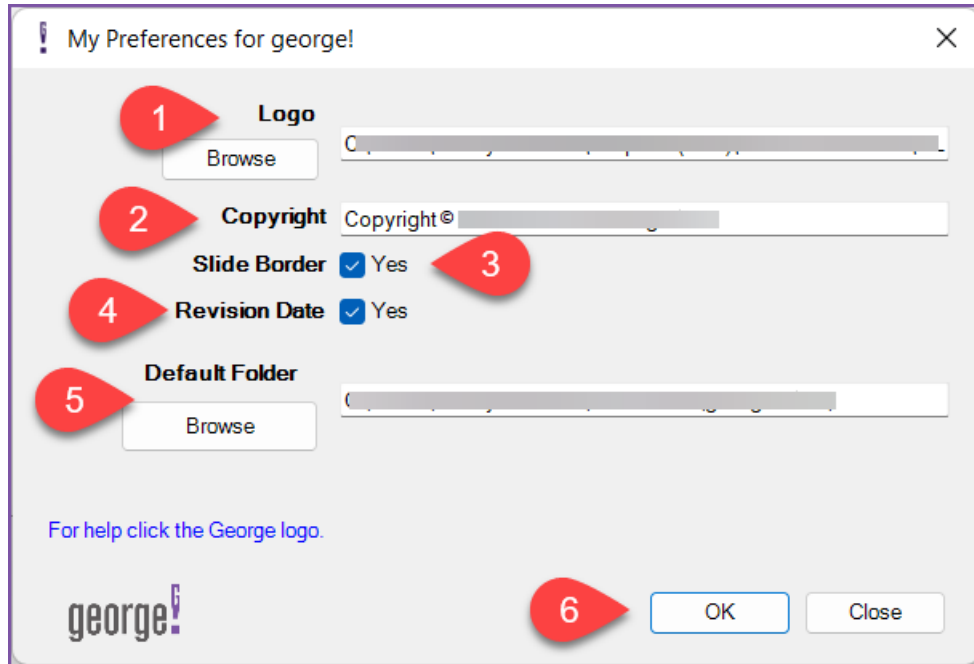 My Preferences for george!
1
Logo
Browse
2
Copyright Copyright ©
Slide Border Yes 3
4 Revision Date Yes
Default Folder
5
Browse
For help click the George logo.
george!
6 OK Close